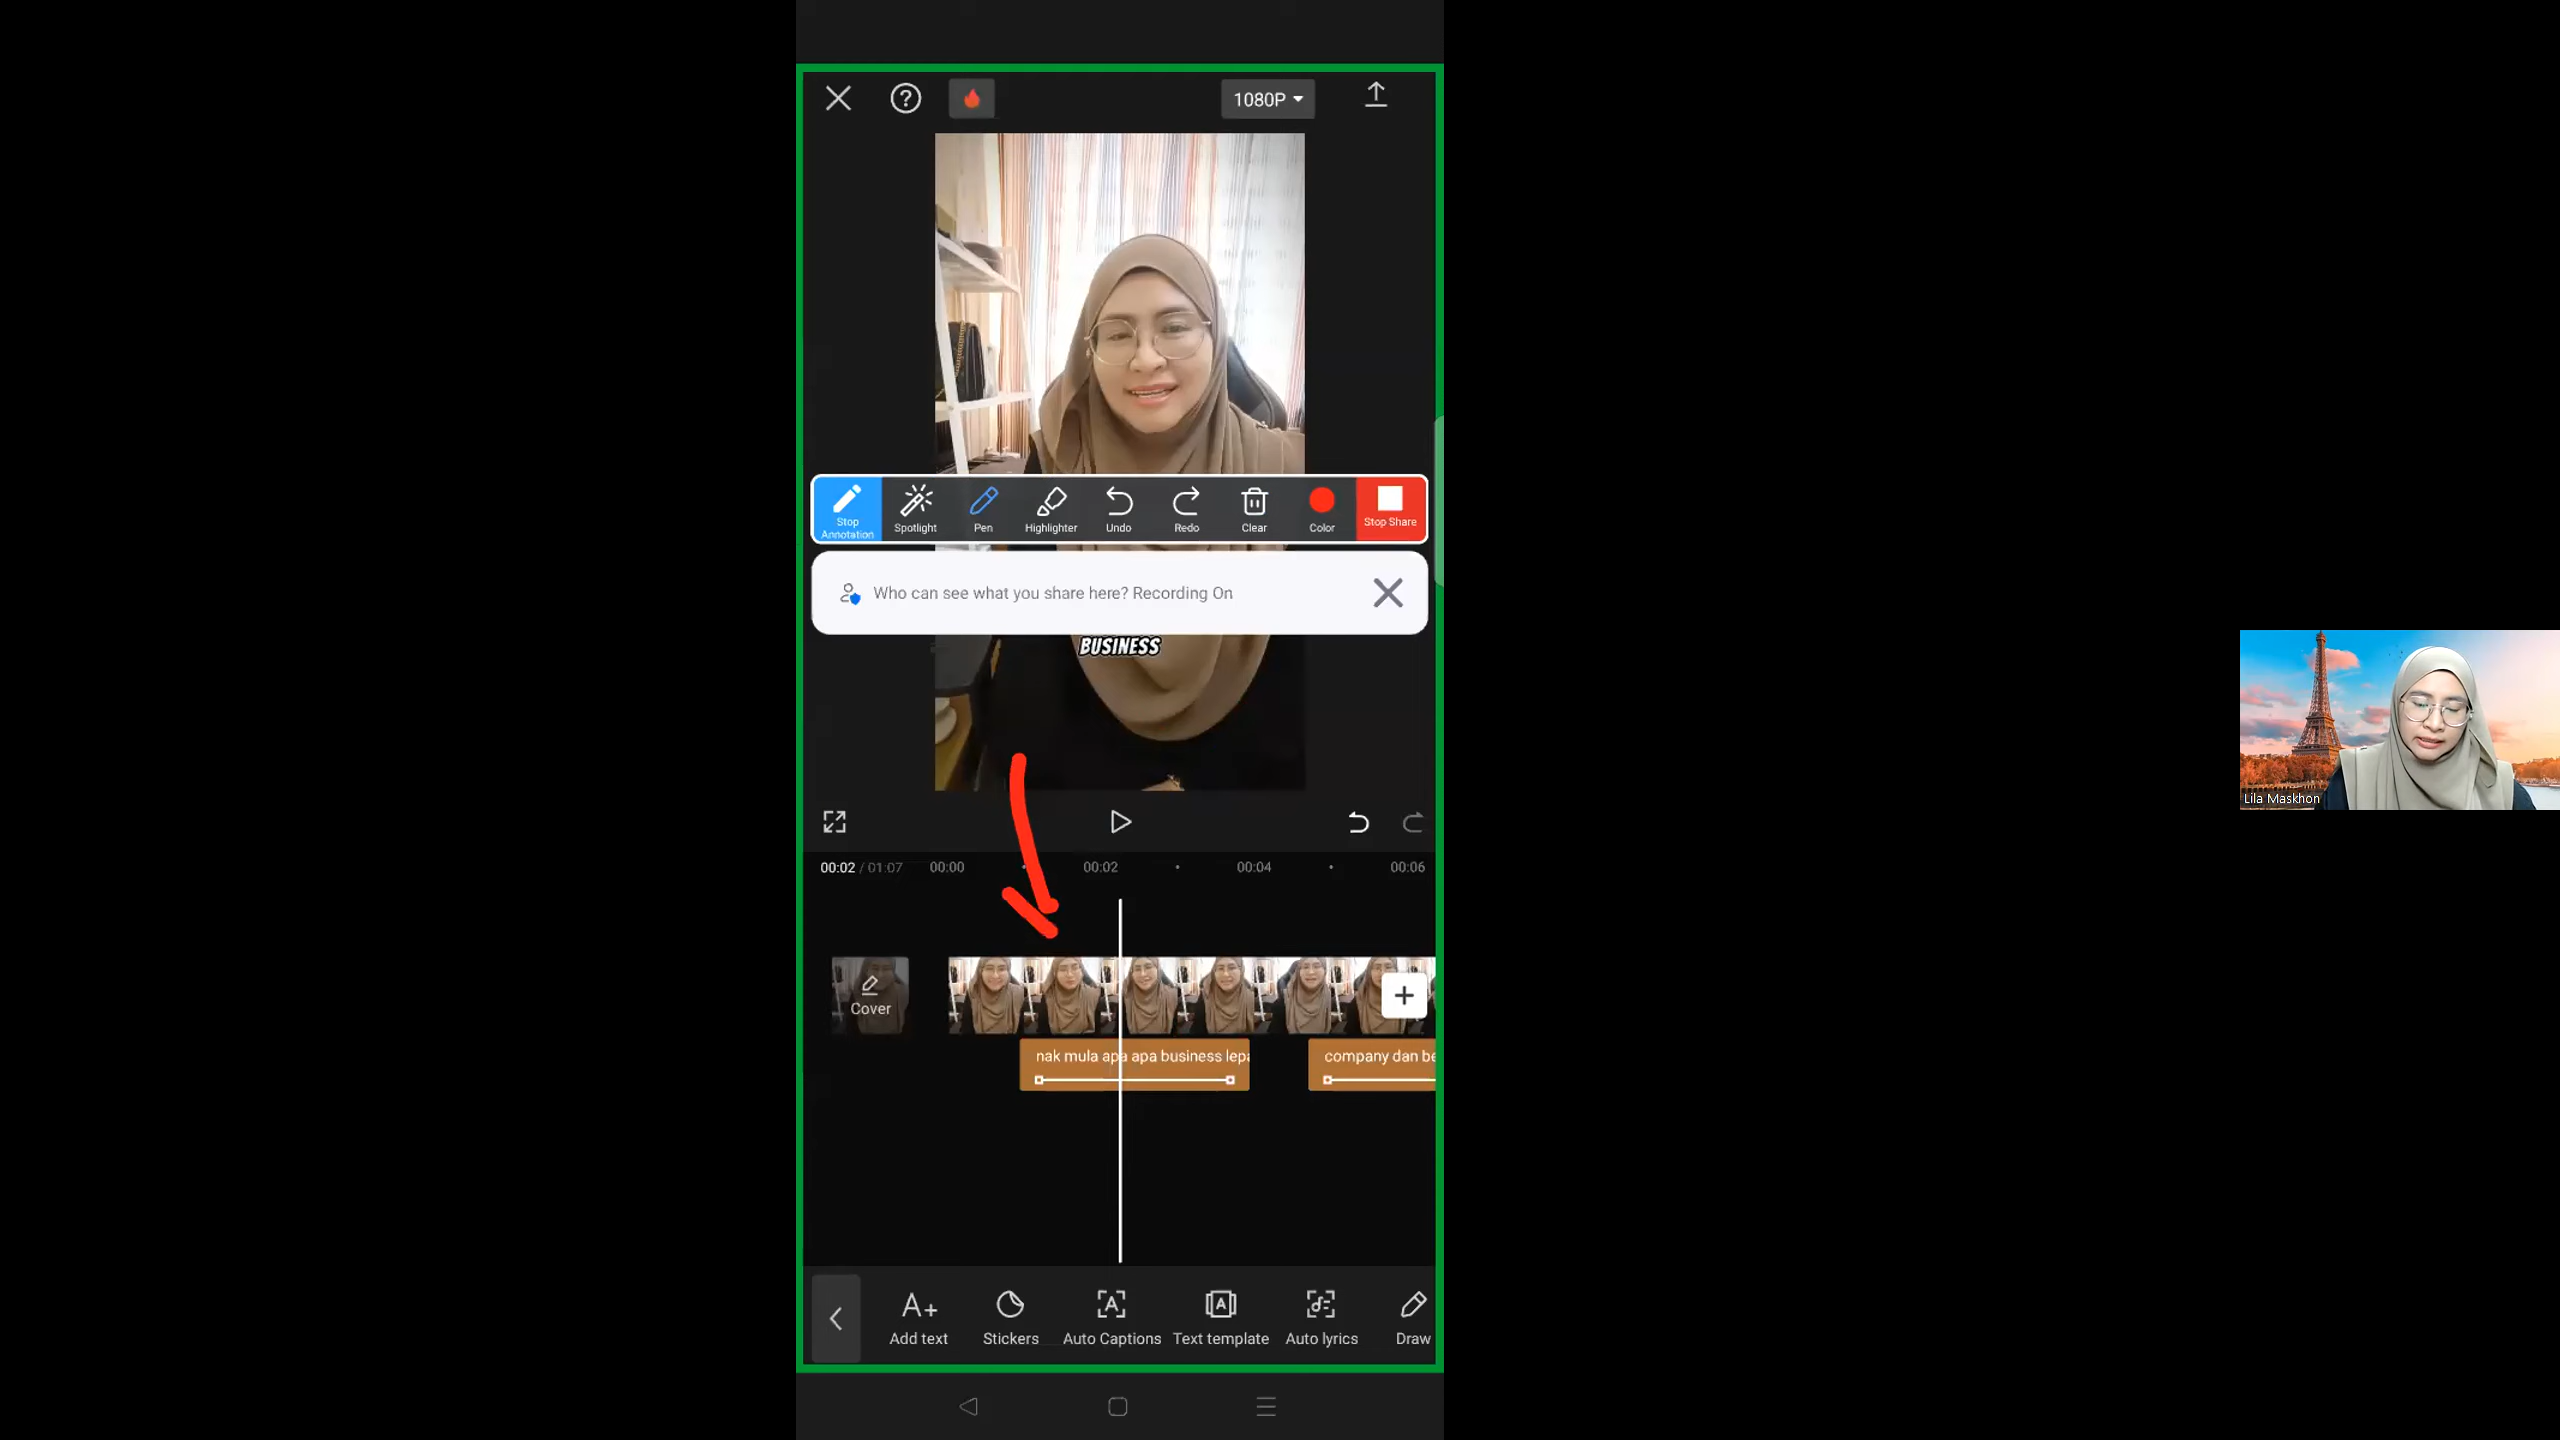 1080P
Stop
Annotation
Spotlight
Pen
Highlighter
Undo
Redo
Clear
Color
Stop Share
Who can see what you share here? Recording On
BUSINESS
00:02 / 01:07
00:00
00:02
00:04
00:06
Cover
nak mula apa apa business lepa
company dan be
Add text
Stickers
Auto Captions
Text template
Auto lyrics
Draw
Lila Maskhon